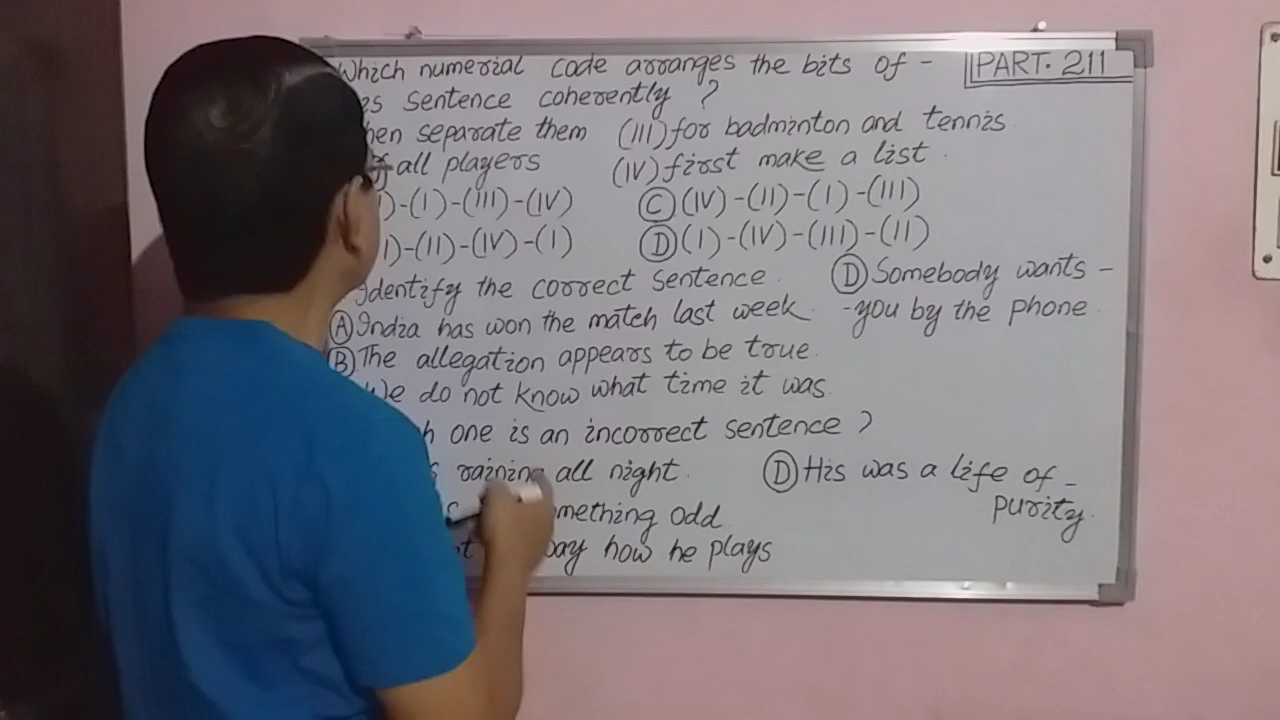 Which numerial code arranges the bits of -
PART. 211
sentence coherently ?
separate them (III) for badminton and tennis
all players (IV) first make a list
-(I)-(III)-(IV) (C) (IV)-(II)-(I)-(III)
-(II)-(IV)-(I) (D) (I)-(IV)-(III)-(II)
Identify the correct sentence. (D) Somebody wants -
(A) India has won the match last week. -you by the phone.
(B) The allegation appears to be true.
We do not know what time it was.
one is an incorrect sentence ?
raining all night. (D) His was a life of -
purity.
odd
how he plays